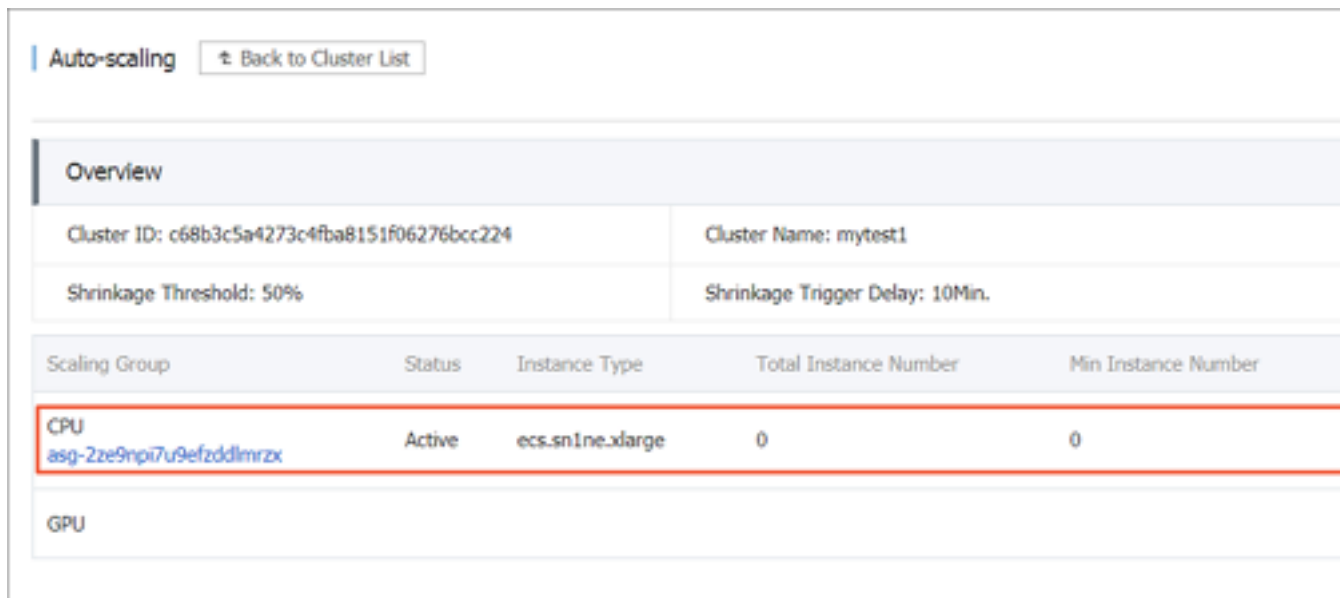 Auto-scaling Back to Cluster List
Overview
Cluster ID: c68b3c5a4273c4fba8151f06276bcc224 Cluster Name: mytest1
Shrinkage Threshold: 50% Shrinkage Trigger Delay: 10Min.
Scaling Group Status Instance Type Total Instance Number Min Instance Number
CPU
asg-2ze9npi7u9efzddlmrzx Active ecs.sn1ne.xlarge 0 0
GPU